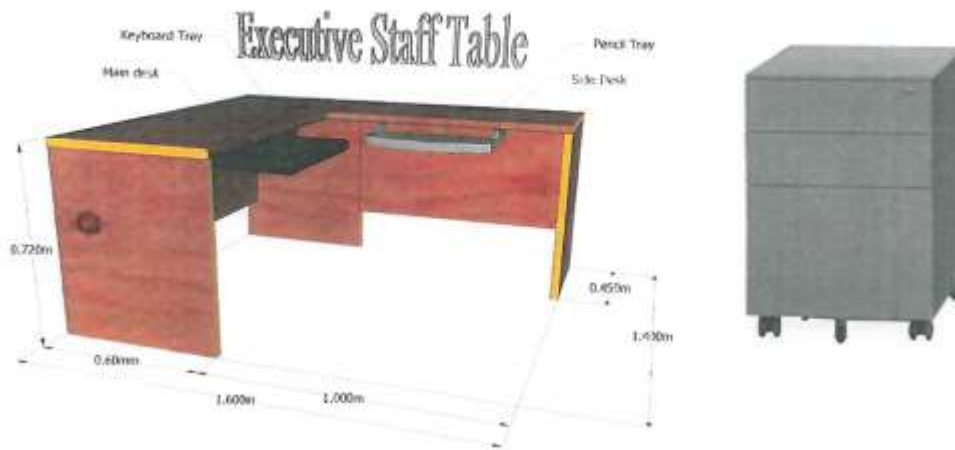 Executive Staff Table
Keyboard Tray
Pencil Tray
Main desk
Side Desk
0.720m
0.459m
1.400m
0.60mm
1.600m
1.000m